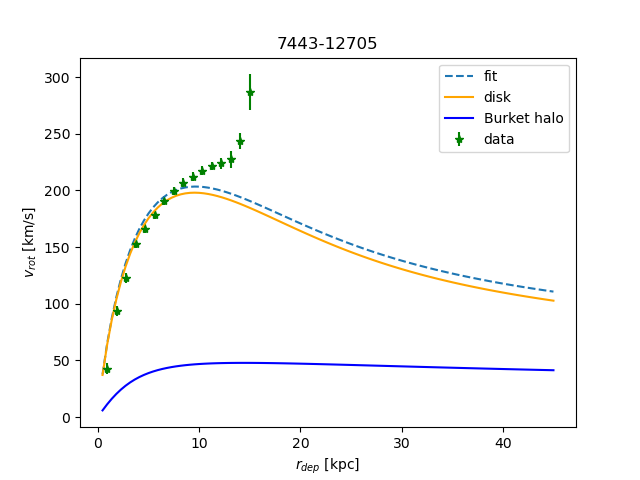 7443-12705
300
250
200
150
100
50
0
v_rot [km/s]
fit
disk
Burket halo
data
0 10 20 30 40
r_dep [kpc]